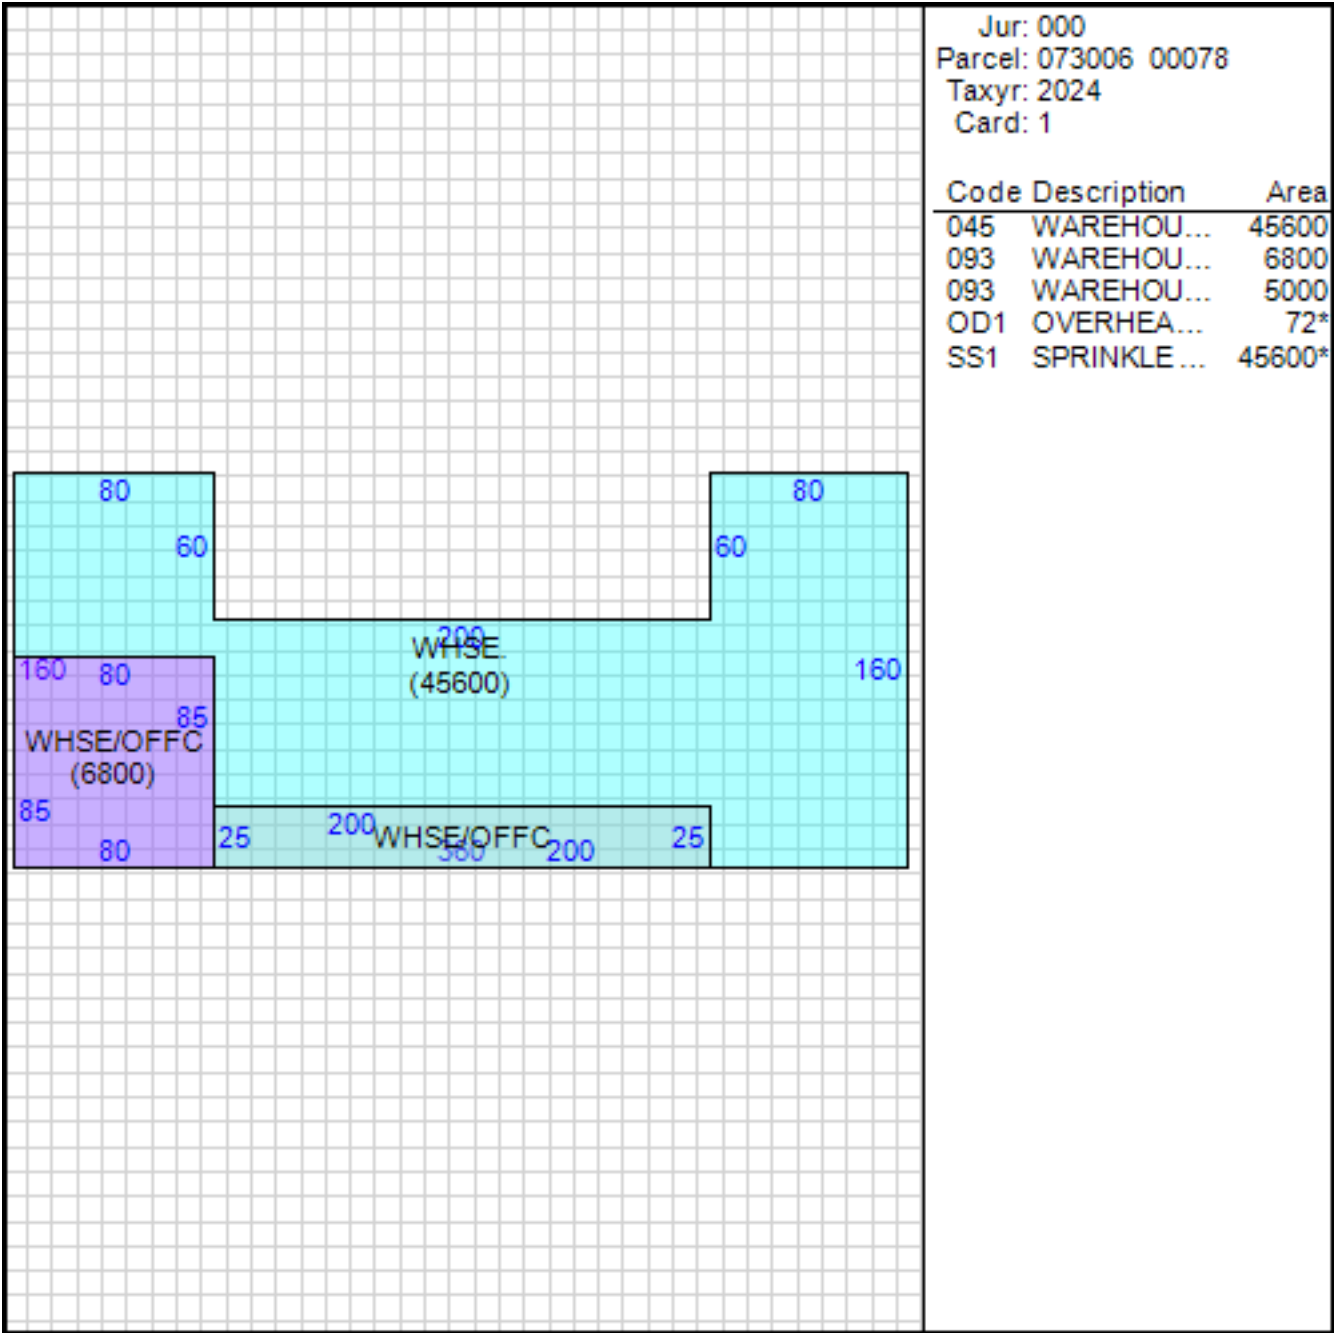 Jur: 000
Parcel: 073006 00078
Taxyr: 2024
Card: 1
Code Description Area
045 WAREHOU... 45600
093 WAREHOU... 6800
093 WAREHOU... 5000
OD1 OVERHEA... 72*
SS1 SPRINKLE... 45600*
80
80
60
60
200
WHSE.
(45600)
160
80
160
85
WHSE/OFFC
(6800)
85
80
25
200
WHSE/OFFC
360
200
25